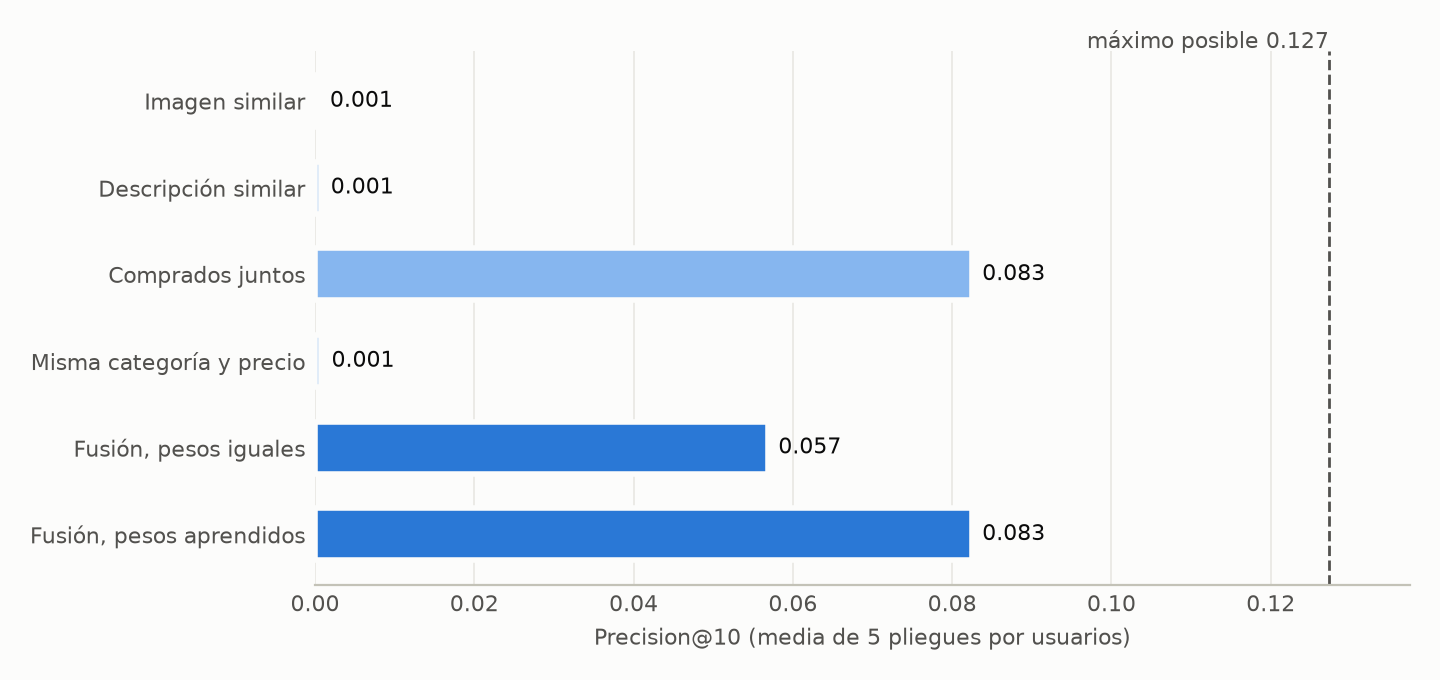 máximo posible 0.127
Imagen similar 0.001
Descripción similar 0.001
Comprados juntos 0.083
Misma categoría y precio 0.001
Fusión, pesos iguales 0.057
Fusión, pesos aprendidos 0.083
0.00 0.02 0.04 0.06 0.08 0.10 0.12
Precision@10 (media de 5 pliegues por usuarios)